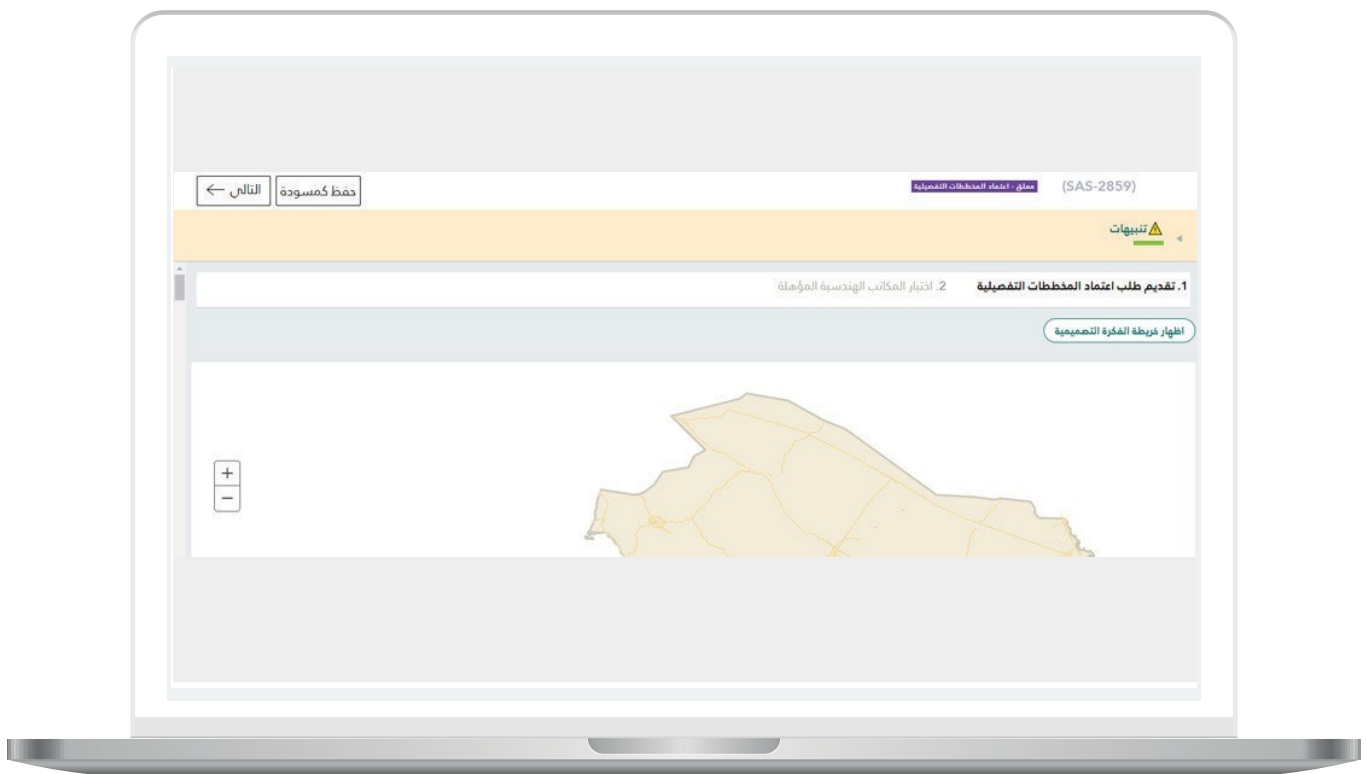 (SAS-2859) معلق - اعتماد المخططات التفصيلية حفظ كمسودة التالي ←
تنبيهات
1. تقديم طلب اعتماد المخططات التفصيلية 2. اختيار المكاتب الهندسية المؤهلة
اظهار خريطة الفكرة التصميمية
+
−